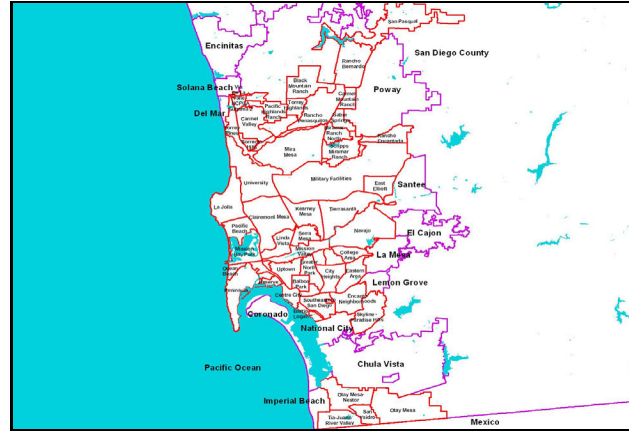 San Pasqual
Encinitas
San Diego County
Rancho
Bernardo
Solana Beach
Black
Mountain
Ranch
Poway
Carmel
Mountain
Ranch
Del Mar
Pacific
Highlands
Ranch
Torrey
Highlands
Rancho
Penasquitos
Carmel
Valley
Rancho
Encantada
Mira
Mesa
Scripps
Miramar
Ranch
Military Facilities
University
East
Elliott
Santee
La Jolla
Clairemont Mesa
Kearney
Mesa
Tierrasanta
Pacific
Beach
Linda
Vista
Serra
Mesa
Navajo
El Cajon
Mission
Valley
College
Area
La Mesa
Ocean
Beach
Uptown
Greater
North
Park
City
Heights
Eastern
Area
Peninsula
Balboa
Park
Lemon Grove
Centre City
Southeastern
San Diego
Encanto
Neighborhoods
Coronado
Barrio
Logan
Skyline -
Paradise Hills
National City
Pacific Ocean
Chula Vista
Imperial Beach
Otay Mesa-
Nestor
Otay Mesa
San
Ysidro
Tia Juana
River Valley
Mexico